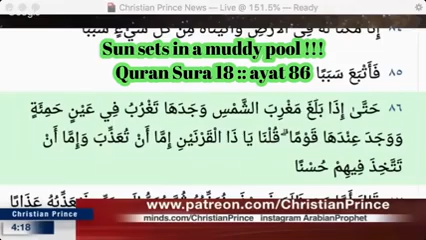 Christian Prince News — Live @ 151.5% — Ready
إِنَّا مَكَّنَّا لَهُ فِي الْأَرْضِ وَآتَيْنَاهُ مِنْ كُلِّ شَيْءٍ سَبَبًا
Sun sets in a muddy pool !!!
Quran Sura 18 :: ayat 86
٨٥ فَأَتْبَعَ سَبَبًا
٨٦ حَتَّىٰ إِذَا بَلَغَ مَغْرِبَ الشَّمْسِ وَجَدَهَا تَغْرُبُ فِي عَيْنٍ حَمِئَةٍ
وَوَجَدَ عِنْدَهَا قَوْمًا ۗ قُلْنَا يَا ذَا الْقَرْنَيْنِ إِمَّا أَنْ تُعَذِّبَ وَإِمَّا أَنْ
تَتَّخِذَ فِيهِمْ حُسْنًا
www.patreon.com/ChristianPrince
Christian Prince
minds.com/ChristianPrince instagram ArabianProphet
4:18